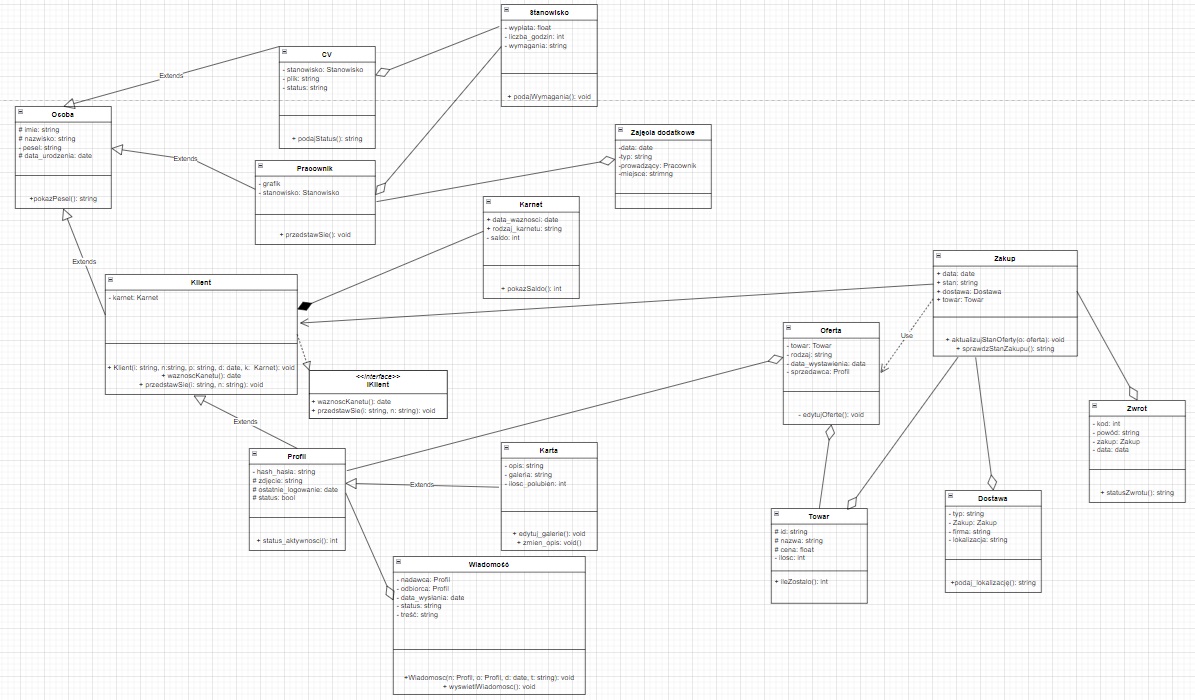 Stanowisko
- wypłata: float
- liczba_godzin: int
- wymagania: string
+ podajWymagania(): void
CV
- stanowisko: Stanowisko
- plik: string
- status: string
+ podajStatus(): string
Extends
Osoba
# imie: string
# nazwisko: string
- pesel: string
# data_urodzenia: date
+pokazPesel(): string
Extends
Pracownik
- grafik
- stanowisko: Stanowisko
+ przedstawSie(): void
Zajęcia dodatkowe
-data: date
-typ: string
-prowadzący: Pracownik
-miejsce: strimng
Karnet
+ data_waznosci: date
+ rodzaj_karnetu: string
- saldo: int
+ pokazSaldo(): int
Extends
Klient
- karnet: Karnet
+ Klient(i: string, n:string, p: string, d: date, k: Karnet): void
+ waznoscKanetu(): date
+ przedstawSie(i: string, n: string): void
<<Interface>>
IKlient
+ waznoscKanetu(): date
+ przedstawSie(i: string, n: string): void
Zakup
+ data: date
+ stan: string
+ dostawa: Dostawa
+ towar: Towar
+ aktualizujStanOferty(o: oferta): void
+ sprawdzStanZakupu(): string
Use
Oferta
- towar: Towar
- rodzaj: string
- data_wystawienia: data
- sprzedawca: Profil
- edytujOferte(): void
Extends
Profil
- hash_hasla: string
# zdjęcie: string
# ostatnie_logowanie: date
# status: bool
+ status_aktywnosci(): int
Extends
Karta
- opis: string
- galeria: string
- ilosc_polubien: int
+ edytuj_galerie(): void
+ zmien_opis: void()
Zwrot
- kod: int
- powód: string
- zakup: Zakup
- data: data
+ statusZwrotu(): string
Dostawa
- typ: string
- Zakup: Zakup
- firma: string
- lokalizacja: string
+podaj_lokalizację(): string
Towar
# id: string
# nazwa: string
# cena: float
- ilosc: int
+ ileZostalo(): int
Wiadomość
- nadawca: Profil
- odbiorca: Profil
- data_wysłania: date
- status: string
- treść: string
+Wiadomosc(n: Profil, o: Profil, d: date, t: string): void
+ wyswietlWiadomosc(): void